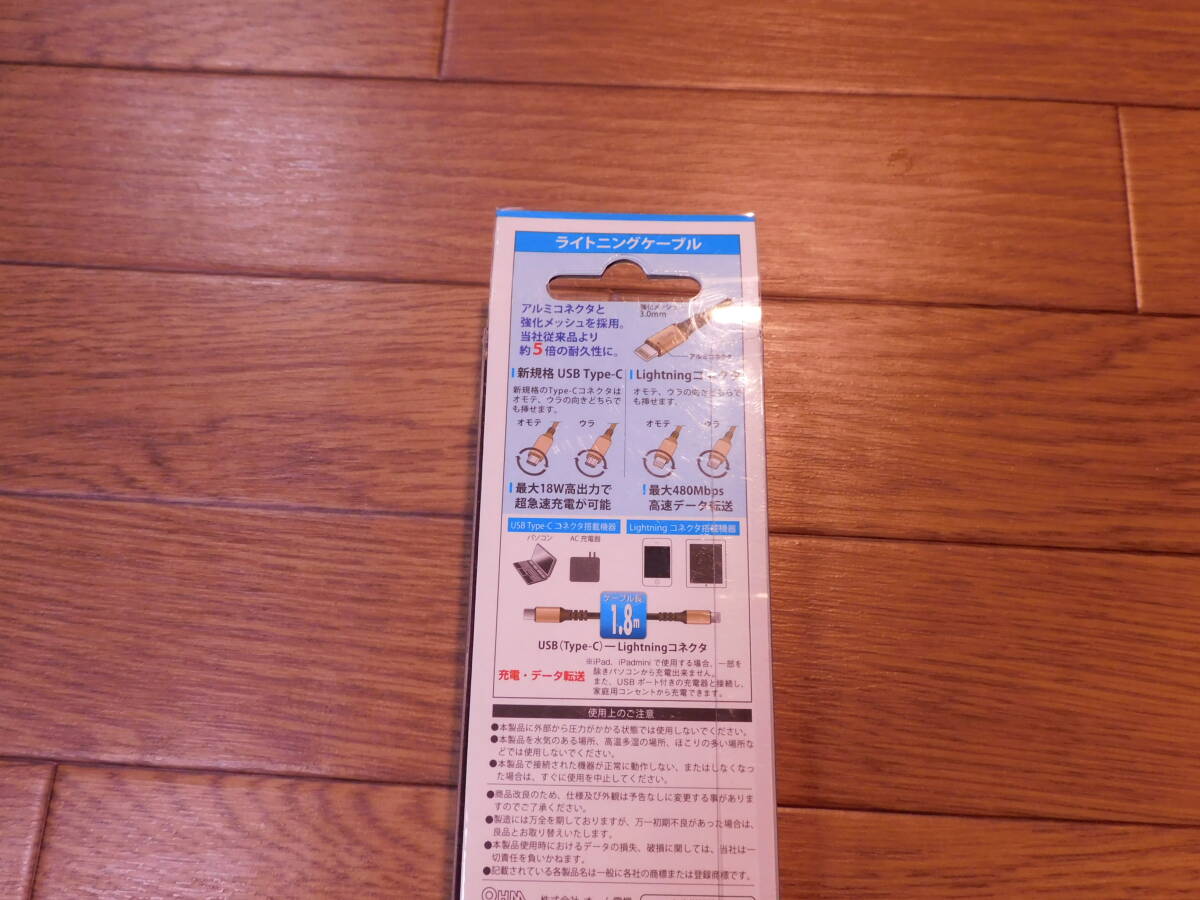 ライトニングケーブル
アルミコネクタと
強化メッシュを採用。
当社従来品より
約5倍の耐久性に。
強化メッシュ
3.0mm
アルミコネクタ
新規格 USB Type-C
新規格のType-Cコネクタは
オモテ、ウラの向きどちらで
も挿せます。
オモテ ウラ
Lightningコネクタ
オモテ、ウラの向きどちらで
も挿せます。
オモテ ウラ
最大18W高出力で
超急速充電が可能
最大480Mbps
高速データ転送
USB Type-C コネクタ搭載機器
パソコン AC 充電器
Lightning コネクタ搭載機器
ケーブル長
1.8m
USB(Type-C)ーLightningコネクタ
充電・データ転送
※iPad、iPadmini で使用する場合、一部を
除きパソコンから充電出来ません。
また、USB ポート付きの充電器と接続し、
家庭用コンセントから充電できます。
使用上のご注意
●本製品に外部から圧力がかかる状態では使用しないでください。
●本製品を水気のある場所、高温多湿の場所、ほこりの多い場所な
どでは使用しないでください。
●本製品で接続された機器が正常に動作しない、またはしなくなっ
た場合は、すぐに使用を中止してください。
●商品改良のため、仕様及び外観は予告なしに変更する事がありま
すのでご了承ください。
●製造には万全を期しておりますが、万一初期不良があった場合は、
良品とお取り替えいたします。
●本製品使用時におけるデータの損失、破損に関しては、当社は一
切責任を負いかねます。
●記載されている各製品名は一般に各社の商標または登録商標です。
OHM 株式会社 オーム電機